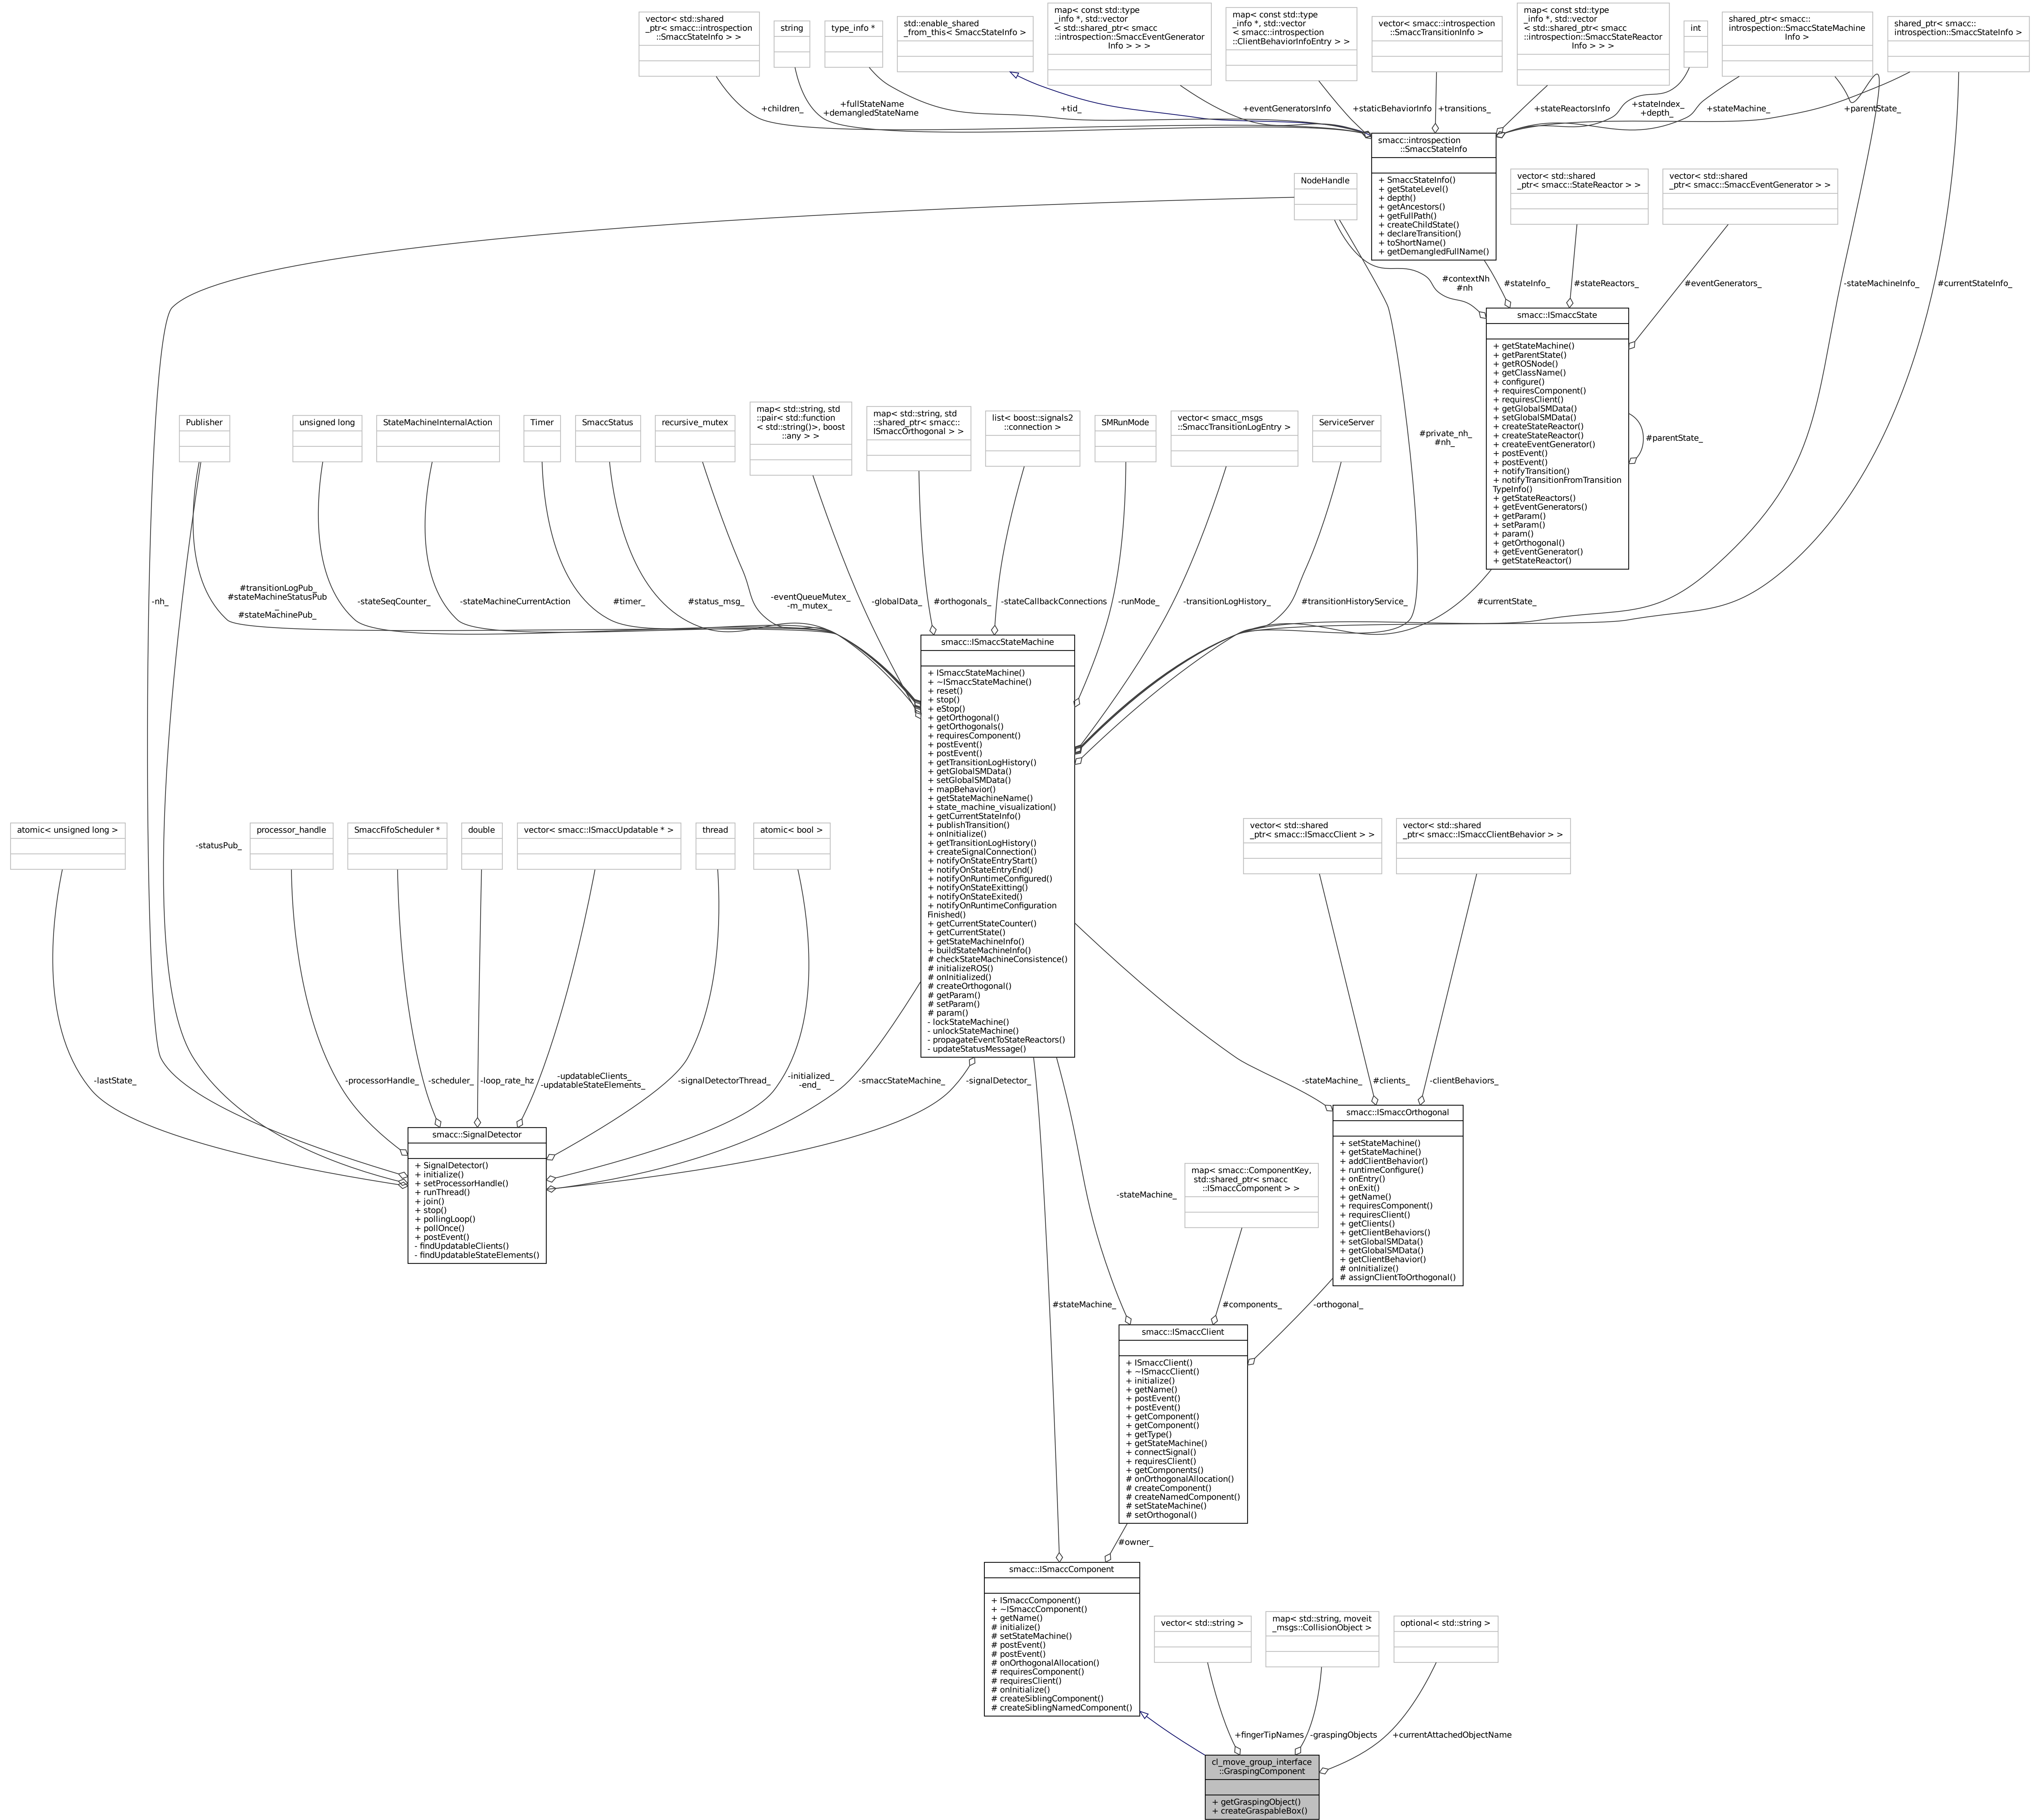 vector< std::shared
_ptr< smacc::introspection
::SmaccStateInfo > >
string
type_info *
std::enable_shared
_from_this< SmaccStateInfo >
map< const std::type
_info *, std::vector
< std::shared_ptr< smacc
::introspection::SmaccEventGenerator
Info > > >
map< const std::type
_info *, std::vector
< smacc::introspection
::ClientBehaviorInfoEntry > >
vector< smacc::introspection
::SmaccTransitionInfo >
map< const std::type
_info *, std::vector
< std::shared_ptr< smacc
::introspection::SmaccStateReactor
Info > > >
int
shared_ptr< smacc::
introspection::SmaccStateMachine
Info >
shared_ptr< smacc::
introspection::SmaccStateInfo >
+children_
+fullStateName
+demangledStateName
+tid_
+eventGeneratorsInfo
+staticBehaviorInfo
+transitions_
+stateReactorsInfo
+stateIndex_
+depth_
+stateMachine_
+parentState_
smacc::introspection
::SmaccStateInfo
+ SmaccStateInfo()
+ getStateLevel()
+ depth()
+ getAncestors()
+ getFullPath()
+ createChildState()
+ declareTransition()
+ toShortName()
+ getDemangledFullName()
NodeHandle
vector< std::shared
_ptr< smacc::StateReactor > >
vector< std::shared
_ptr< smacc::SmaccEventGenerator > >
#contextNh
#nh
#stateInfo_
#stateReactors_
#eventGenerators_
-stateMachineInfo_
#currentStateInfo_
smacc::ISmaccState
+ getStateMachine()
+ getParentState()
+ getROSNode()
+ getClassName()
+ configure()
+ requiresComponent()
+ requiresClient()
+ getGlobalSMData()
+ setGlobalSMData()
+ createStateReactor()
+ createStateReactor()
+ createEventGenerator()
+ postEvent()
+ postEvent()
+ notifyTransition()
+ notifyTransitionFromTransition
TypeInfo()
+ getStateReactors()
+ getEventGenerators()
+ getParam()
+ setParam()
+ param()
+ getOrthogonal()
+ getEventGenerator()
+ getStateReactor()
#parentState_
Publisher
unsigned long
StateMachineInternalAction
Timer
SmaccStatus
recursive_mutex
map< std::string, std
::pair< std::function
< std::string()>, boost
::any > >
map< std::string, std
::shared_ptr< smacc::
ISmaccOrthogonal > >
list< boost::signals2
::connection >
SMRunMode
vector< smacc_msgs
::SmaccTransitionLogEntry >
ServiceServer
#private_nh_
#nh_
-nh_
#transitionLogPub_
#stateMachineStatusPub
_
#stateMachinePub_
-stateSeqCounter_
-stateMachineCurrentAction
#timer_
#status_msg_
-eventQueueMutex_
-m_mutex_
-globalData_
#orthogonals_
-stateCallbackConnections
-runMode_
-transitionLogHistory_
#transitionHistoryService_
#currentState_
smacc::ISmaccStateMachine
+ ISmaccStateMachine()
+ ~ISmaccStateMachine()
+ reset()
+ stop()
+ eStop()
+ getOrthogonal()
+ getOrthogonals()
+ requiresComponent()
+ postEvent()
+ postEvent()
+ getTransitionLogHistory()
+ getGlobalSMData()
+ setGlobalSMData()
+ mapBehavior()
+ getStateMachineName()
+ state_machine_visualization()
+ getCurrentStateInfo()
+ publishTransition()
+ onInitialize()
+ getTransitionLogHistory()
+ createSignalConnection()
+ notifyOnStateEntryStart()
+ notifyOnStateEntryEnd()
+ notifyOnRuntimeConfigured()
+ notifyOnStateExitting()
+ notifyOnStateExited()
+ notifyOnRuntimeConfiguration
Finished()
+ getCurrentStateCounter()
+ getCurrentState()
+ getStateMachineInfo()
+ buildStateMachineInfo()
# checkStateMachineConsistence()
# initializeROS()
# onInitialized()
# createOrthogonal()
# getParam()
# setParam()
# param()
- lockStateMachine()
- unlockStateMachine()
- propagateEventToStateReactors()
- updateStatusMessage()
atomic< unsigned long >
-statusPub_
processor_handle
SmaccFifoScheduler *
double
vector< smacc::ISmaccUpdatable * >
thread
atomic< bool >
vector< std::shared
_ptr< smacc::ISmaccClient > >
vector< std::shared
_ptr< smacc::ISmaccClientBehavior > >
-lastState_
-processorHandle_
-scheduler_
-loop_rate_hz
-updatableClients_
-updatableStateElements_
-signalDetectorThread_
-initialized_
-end_
-smaccStateMachine_
-signalDetector_
-stateMachine_
#clients_
-clientBehaviors_
smacc::SignalDetector
+ SignalDetector()
+ initialize()
+ setProcessorHandle()
+ runThread()
+ join()
+ stop()
+ pollingLoop()
+ pollOnce()
+ postEvent()
- findUpdatableClients()
- findUpdatableStateElements()
smacc::ISmaccOrthogonal
+ setStateMachine()
+ getStateMachine()
+ addClientBehavior()
+ runtimeConfigure()
+ onEntry()
+ onExit()
+ getName()
+ requiresComponent()
+ requiresClient()
+ getClients()
+ getClientBehaviors()
+ setGlobalSMData()
+ getGlobalSMData()
+ getClientBehavior()
# onInitialize()
# assignClientToOrthogonal()
-stateMachine_
map< smacc::ComponentKey,
std::shared_ptr< smacc
::ISmaccComponent > >
#stateMachine_
#components_
-orthogonal_
smacc::ISmaccClient
+ ISmaccClient()
+ ~ISmaccClient()
+ initialize()
+ getName()
+ postEvent()
+ postEvent()
+ getComponent()
+ getComponent()
+ getType()
+ getStateMachine()
+ connectSignal()
+ requiresClient()
+ getComponents()
# onOrthogonalAllocation()
# createComponent()
# createNamedComponent()
# setStateMachine()
# setOrthogonal()
#owner_
smacc::ISmaccComponent
+ ISmaccComponent()
+ ~ISmaccComponent()
+ getName()
# initialize()
# setStateMachine()
# postEvent()
# postEvent()
# onOrthogonalAllocation()
# requiresComponent()
# requiresClient()
# onInitialize()
# createSiblingComponent()
# createSiblingNamedComponent()
vector< std::string >
map< std::string, moveit
_msgs::CollisionObject >
optional< std::string >
+fingerTipNames
-graspingObjects
+currentAttachedObjectName
cl_move_group_interface
::GraspingComponent
+ getGraspingObject()
+ createGraspableBox()